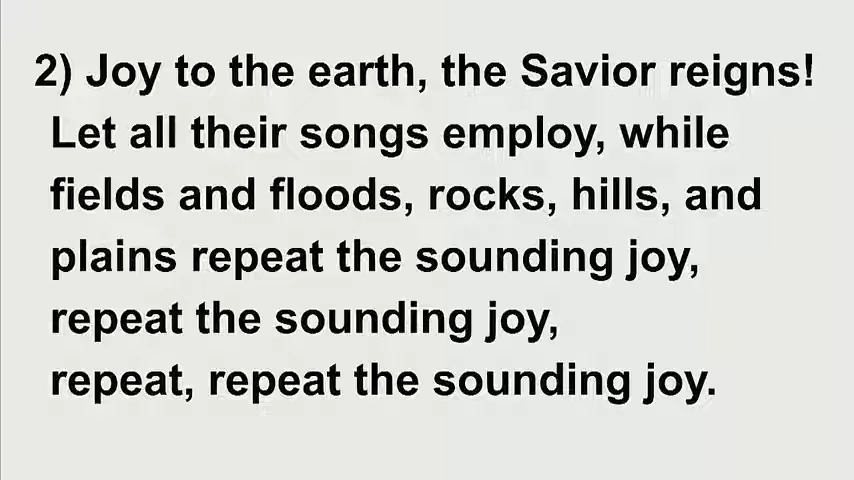 2) Joy to the earth, the Savior reigns!
Let all their songs employ, while
fields and floods, rocks, hills, and
plains repeat the sounding joy,
repeat the sounding joy,
repeat, repeat the sounding joy.